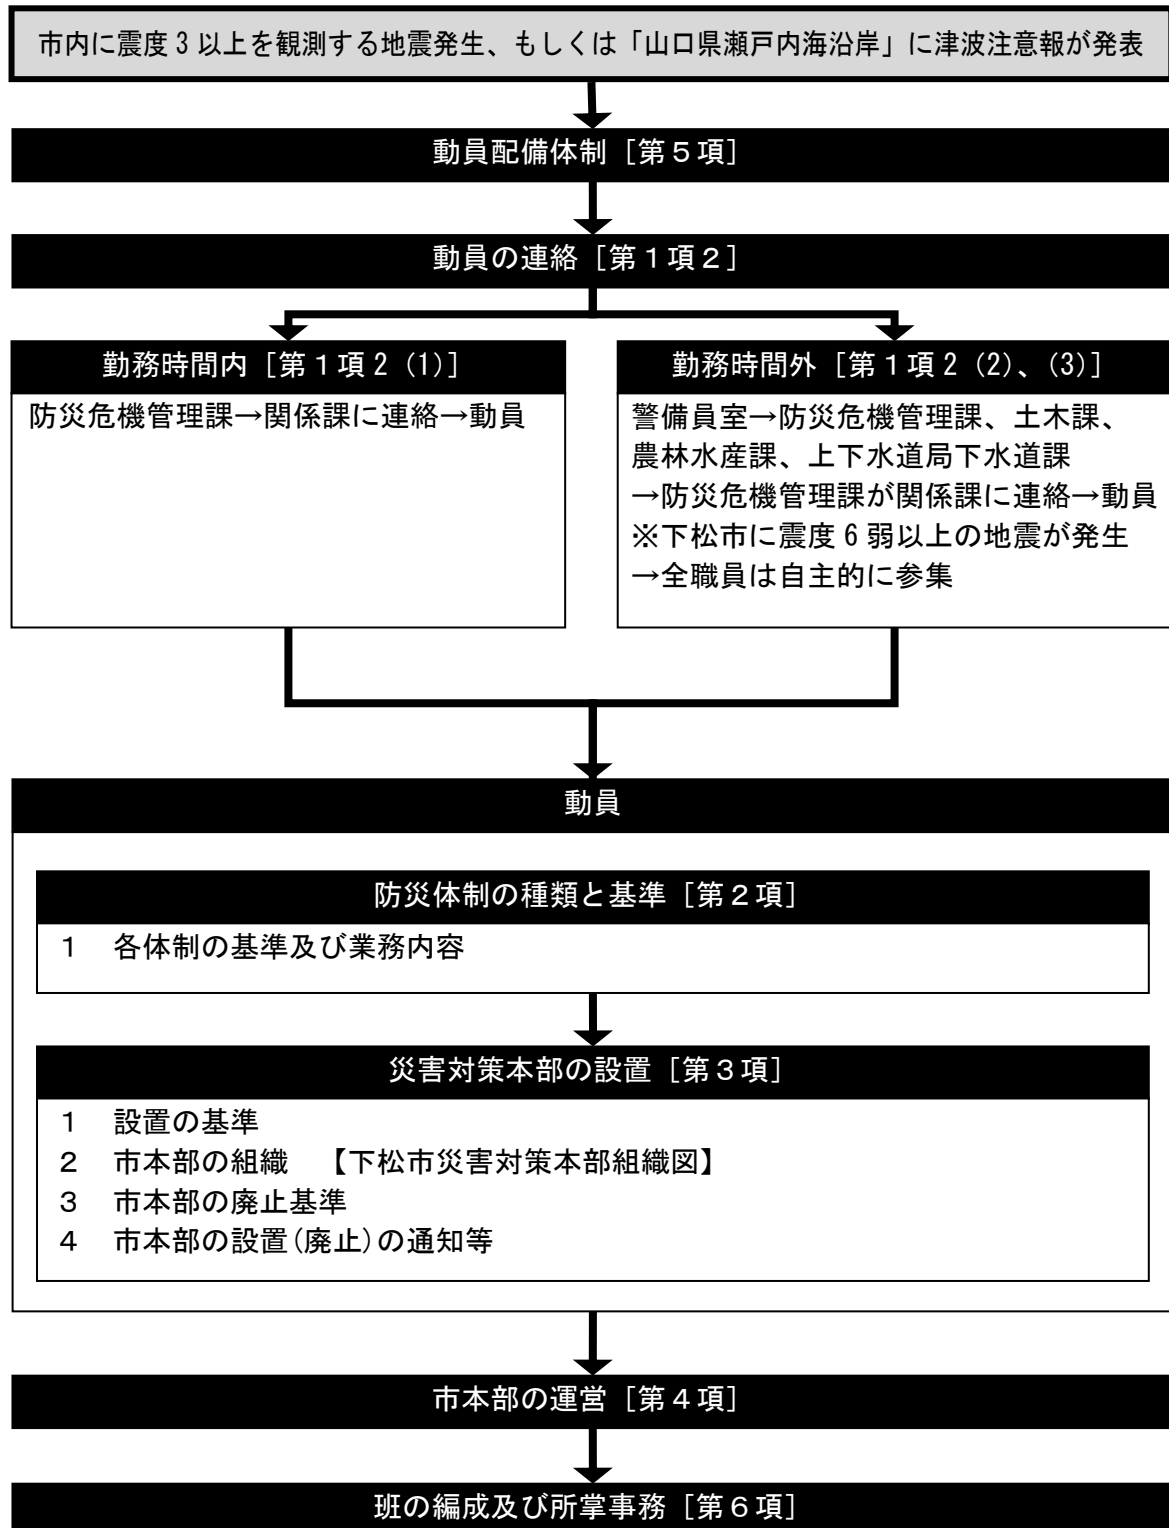 市内に震度3以上を観測する地震発生、もしくは「山口県瀬戸内海沿岸」に津波注意報が発表
動員配備体制［第５項］
動員の連絡［第１項２］
勤務時間内［第１項２（1）］
防災危機管理課→関係課に連絡→動員
勤務時間外［第１項２（2）、（3）］
警備員室→防災危機管理課、土木課、
農林水産課、上下水道局下水道課
→防災危機管理課が関係課に連絡→動員
※下松市に震度6弱以上の地震が発生
→全職員は自主的に参集
動員
防災体制の種類と基準［第２項］
１　各体制の基準及び業務内容
災害対策本部の設置［第３項］
１　設置の基準
２　市本部の組織　【下松市災害対策本部組織図】
３　市本部の廃止基準
４　市本部の設置(廃止)の通知等
市本部の運営［第４項］
班の編成及び所掌事務［第６項］